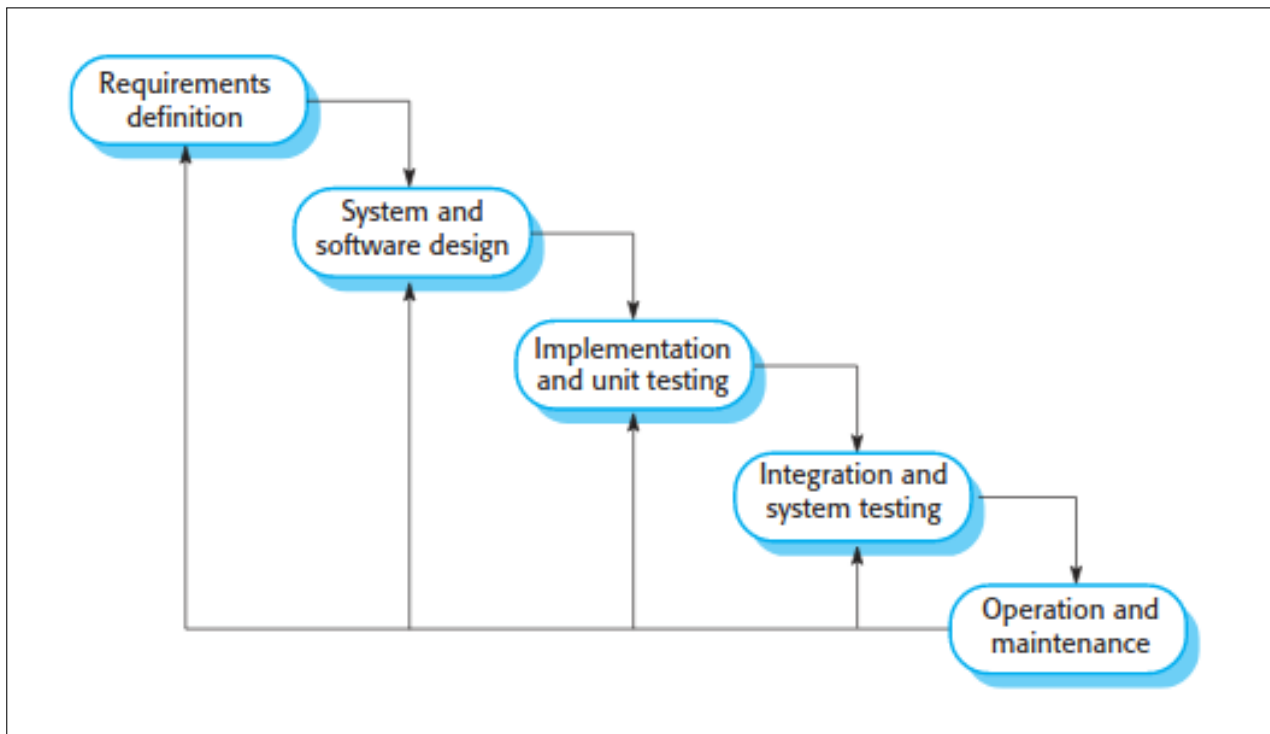 Requirements
definition
System and
software design
Implementation
and unit testing
Integration and
system testing
Operation and
maintenance